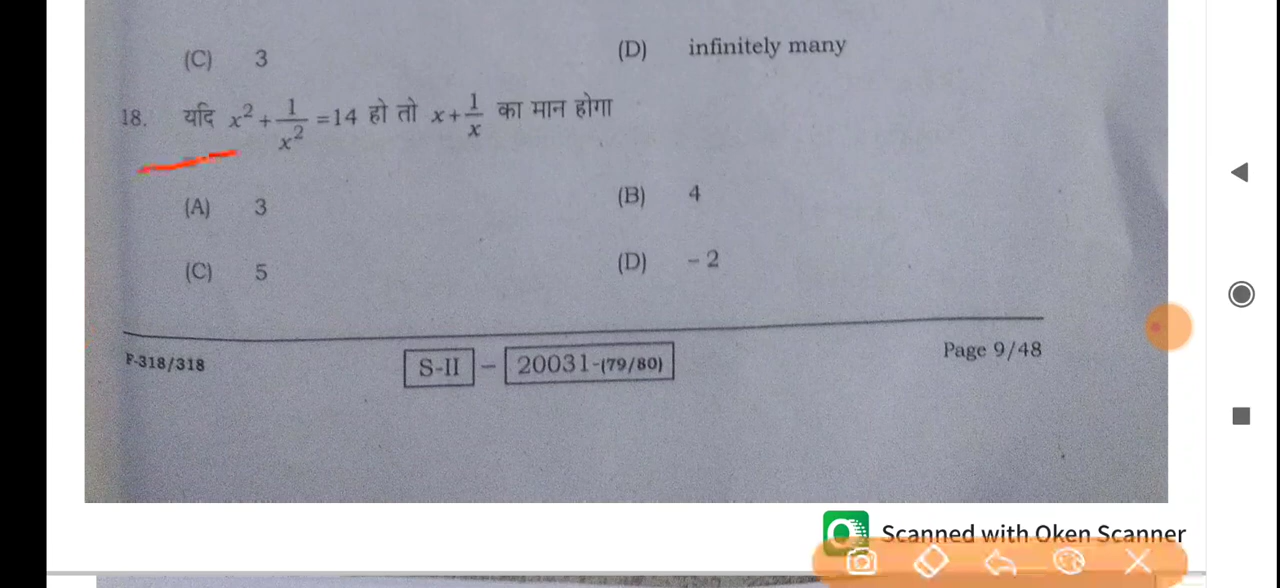 (C) 3 (D) infinitely many
18. यदि x² + 1/x² =14 हो तो x+1/x का मान होगा
(A) 3 (B) 4
(C) 5 (D) - 2
F-318/318 S-II - 20031-(79/80) Page 9/48
Scanned with Oken Scanner